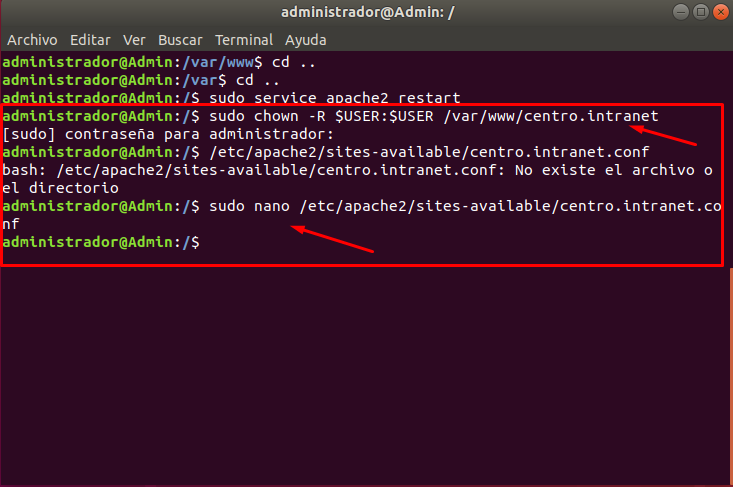 administrador@Admin: /
Archivo Editar Ver Buscar Terminal Ayuda
administrador@Admin:/var/www$ cd ..
administrador@Admin:/var$ cd ..
administrador@Admin:/$ sudo service apache2 restart
administrador@Admin:/$ sudo chown -R $USER:$USER /var/www/centro.intranet
[sudo] contraseña para administrador:
administrador@Admin:/$ /etc/apache2/sites-available/centro.intranet.conf
bash: /etc/apache2/sites-available/centro.intranet.conf: No existe el archivo o
el directorio
administrador@Admin:/$ sudo nano /etc/apache2/sites-available/centro.intranet.co
nf
administrador@Admin:/$